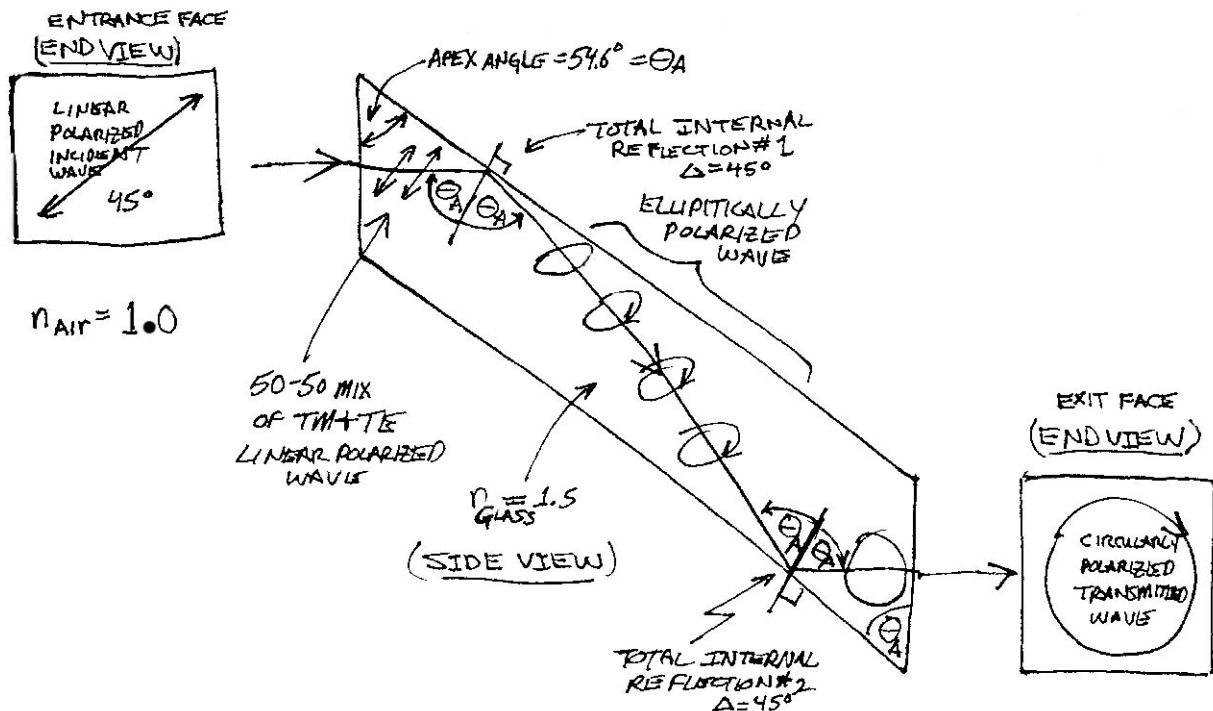 ENTRANCE FACE
(END VIEW)
LINEAR
POLARIZED
INCIDENT
WAVE
45°
APEX ANGLE = 54.6° = ΘA
TOTAL INTERNAL
REFLECTION #1
Δ=45°
ELLIPITICALLY
POLARIZED
WAVE
ΘA
ΘA
nAir = 1.0
50-50 MIX
OF TM+TE
LINEAR POLARIZED
WAVE
nGLASS = 1.5
(SIDE VIEW)
ΘA
ΘA
ΘA
TOTAL INTERNAL
REFLECTION #2
Δ=45°
EXIT FACE
(END VIEW)
CIRCULARLY
POLARIZIED
TRANSMITED
WAVE